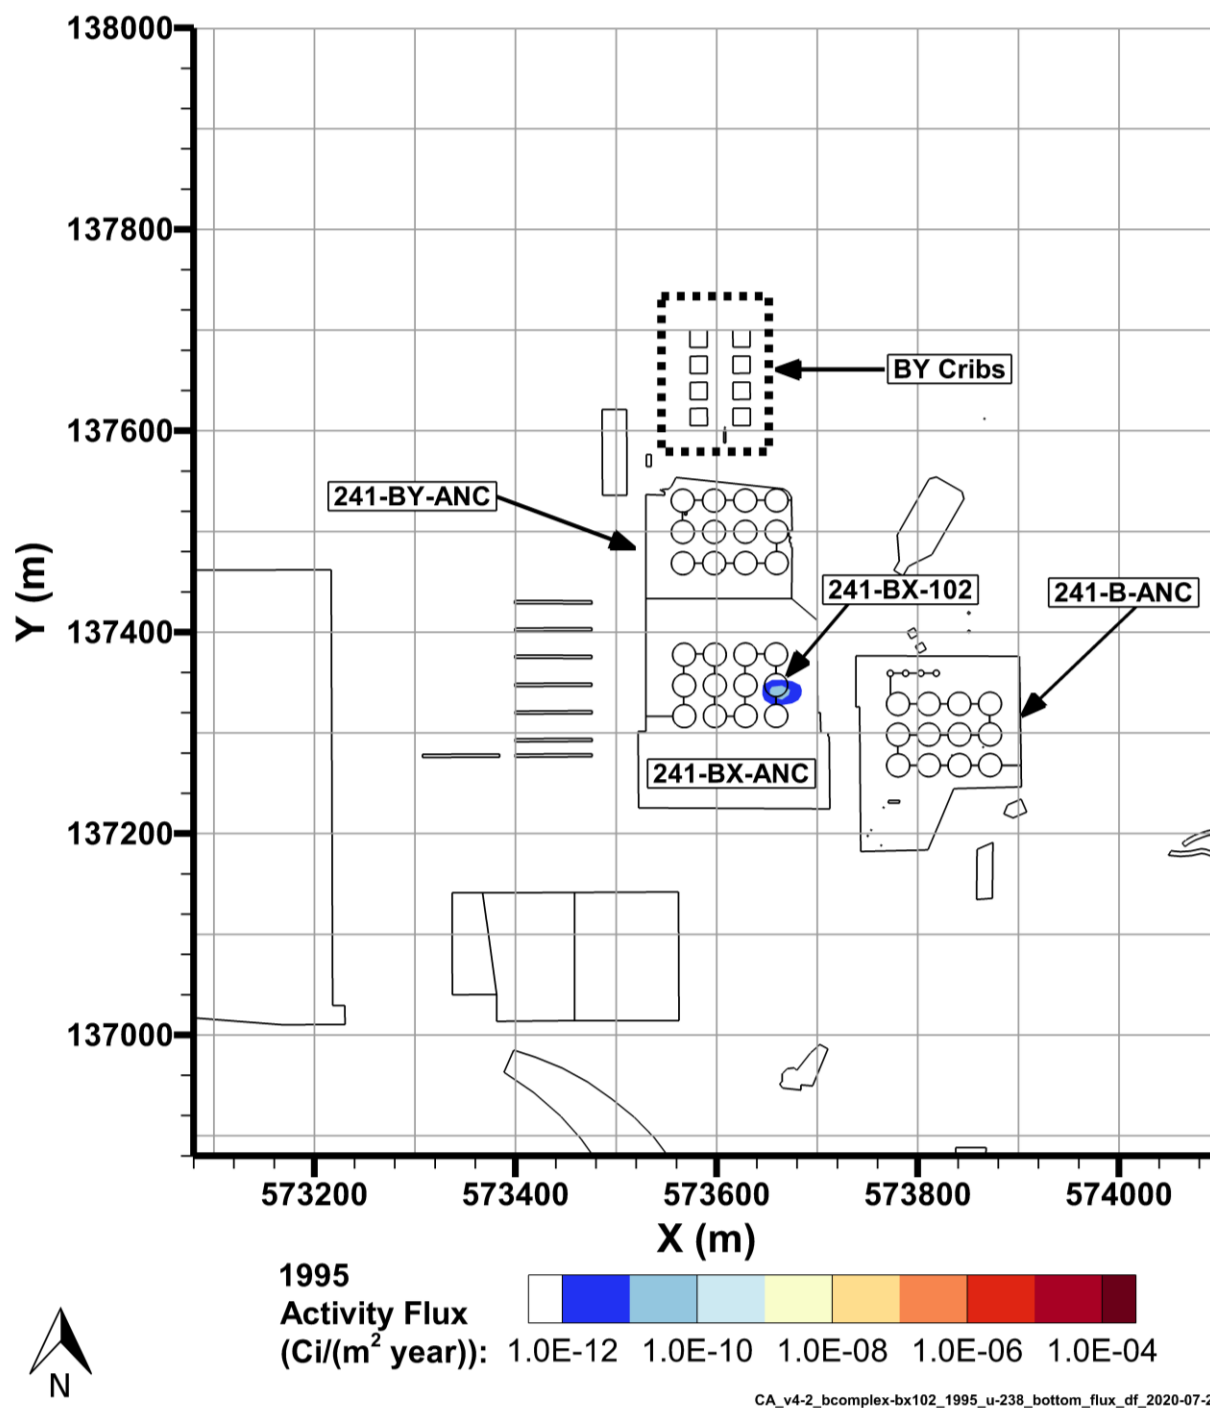 138000
137800
137600
137400
137200
137000
Y (m)
BY Cribs
241-BY-ANC
241-BX-102
241-B-ANC
241-BX-ANC
573200 573400 573600 573800 574000
X (m)
1995
Activity Flux
(Ci/(m² year)):
1.0E-12 1.0E-10 1.0E-08 1.0E-06 1.0E-04
N
CA_v4-2_bcomplex-bx102_1995_u-238_bottom_flux_df_2020-07-2